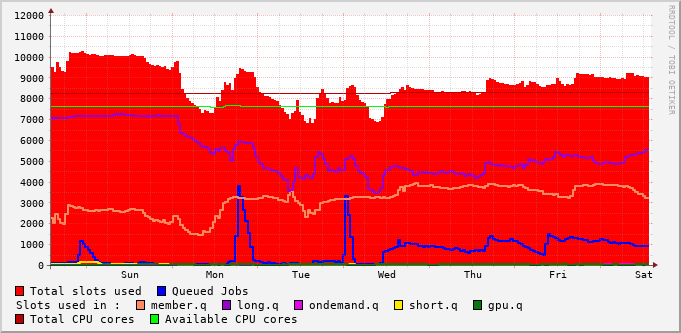 RRDTOOL / TOBI OETIKER
12000
11000
10000
9000
8000
7000
6000
5000
4000
3000
2000
1000
0
Sun Mon Tue Wed Thu Fri Sat
Total slots used Queued Jobs
Slots used in : member.q long.q ondemand.q short.q gpu.q
Total CPU cores Available CPU cores